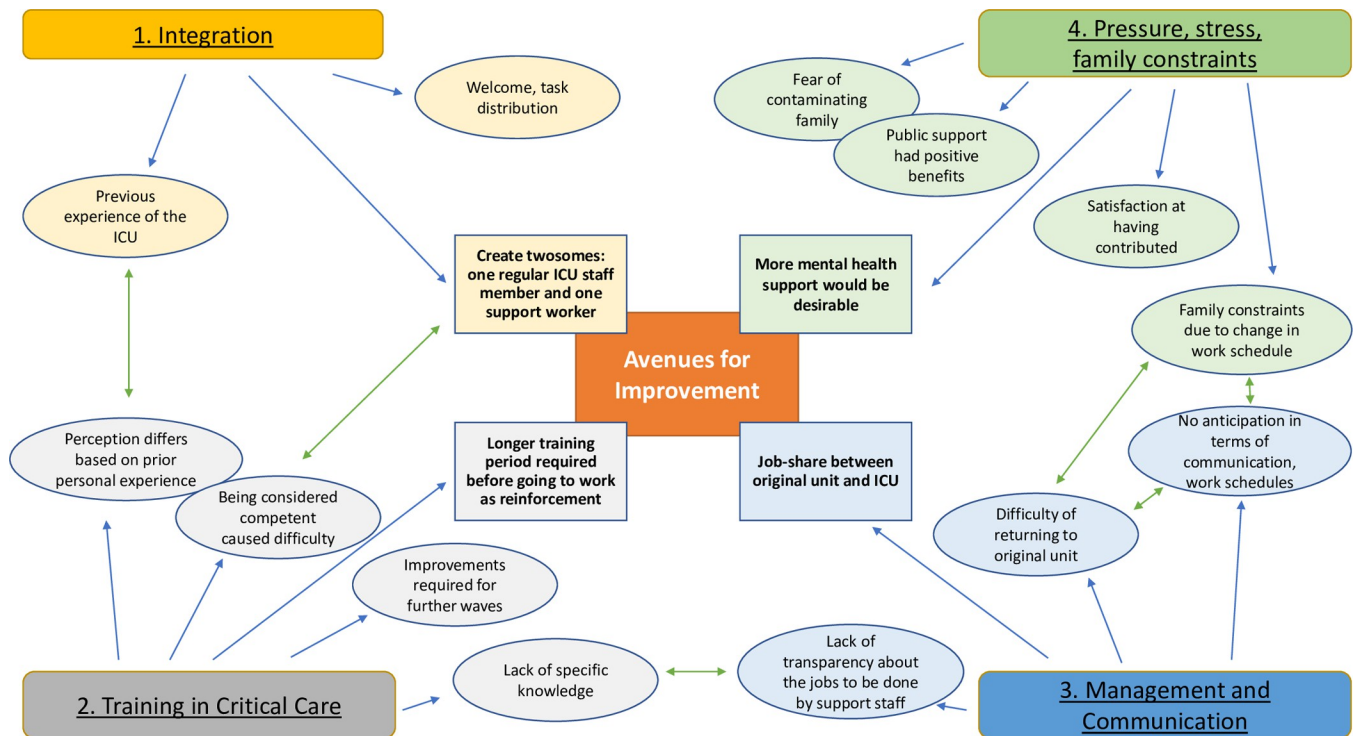 1. Integration
4. Pressure, stress,
family constraints
Welcome, task
distribution
Fear of
contaminating
family
Public support
had positive
benefits
Previous
experience of the
ICU
Satisfaction at
having
contributed
Create twosomes:
one regular ICU staff
member and one
support worker
More mental health
support would be
desirable
Family constraints
due to change in
work schedule
Avenues for
Improvement
Perception differs
based on prior
personal experience
Being considered
competent
caused difficulty
Longer training
period required
before going to work
as reinforcement
Job-share between
original unit and ICU
No anticipation in
terms of
communication,
work schedules
Difficulty of
returning to
original unit
Improvements
required for
further waves
Lack of specific
knowledge
Lack of
transparency about
the jobs to be done
by support staff
2. Training in Critical Care
3. Management and
Communication